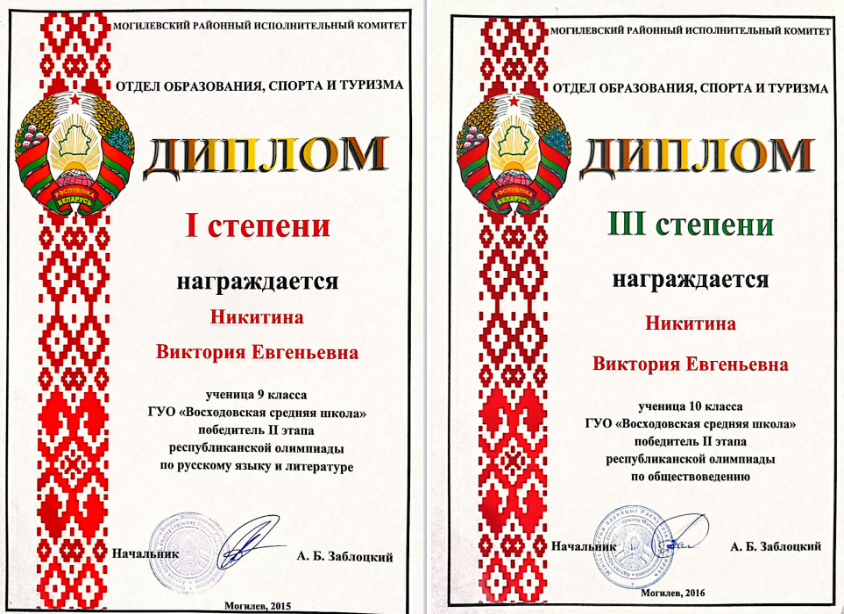 МОГИЛЕВСКИЙ РАЙОННЫЙ ИСПОЛНИТЕЛЬНЫЙ КОМИТЕТ
ОТДЕЛ ОБРАЗОВАНИЯ, СПОРТА И ТУРИЗМА
РЭСПУБЛІКА
БЕЛАРУСЬ
ДИПЛОМ
I степени
награждается
Никитина
Виктория Евгеньевна
ученица 9 класса
ГУО «Восходовская средняя школа»
победитель II этапа
республиканской олимпиады
по русскому языку и литературе
Начальник А. Б. Заблоцкий
Могилев, 2015
МОГИЛЕВСКИЙ РАЙОННЫЙ ИСПОЛНИТЕЛЬНЫЙ КОМИТЕТ
ОТДЕЛ ОБРАЗОВАНИЯ, СПОРТА И ТУРИЗМА
РЭСПУБЛІКА
БЕЛАРУСЬ
ДИПЛОМ
III степени
награждается
Никитина
Виктория Евгеньевна
ученица 10 класса
ГУО «Восходовская средняя школа»
победитель II этапа
республиканской олимпиады
по обществоведению
Начальник А. Б. Заблоцкий
Могилев, 2016